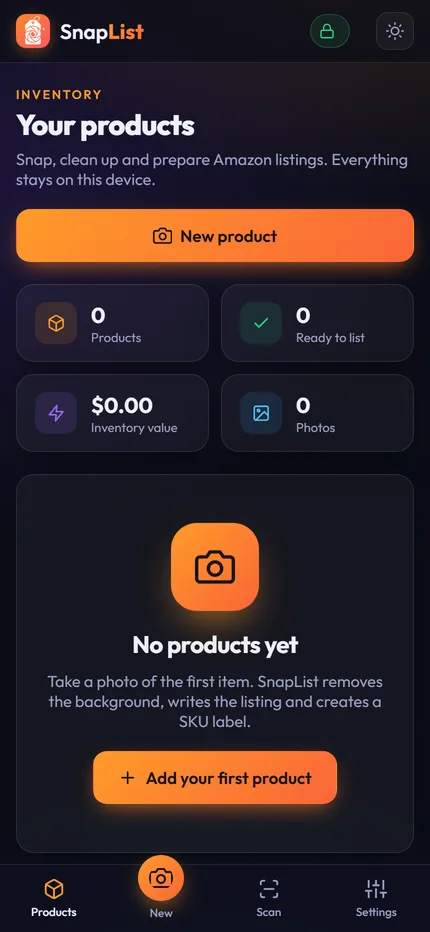 SnapList
INVENTORY
Your products
Snap, clean up and prepare Amazon listings. Everything
stays on this device.
New product
0
Products
0
Ready to list
$0.00
Inventory value
0
Photos
No products yet
Take a photo of the first item. SnapList removes
the background, writes the listing and creates a
SKU label.
Add your first product
Products
New
Scan
Settings